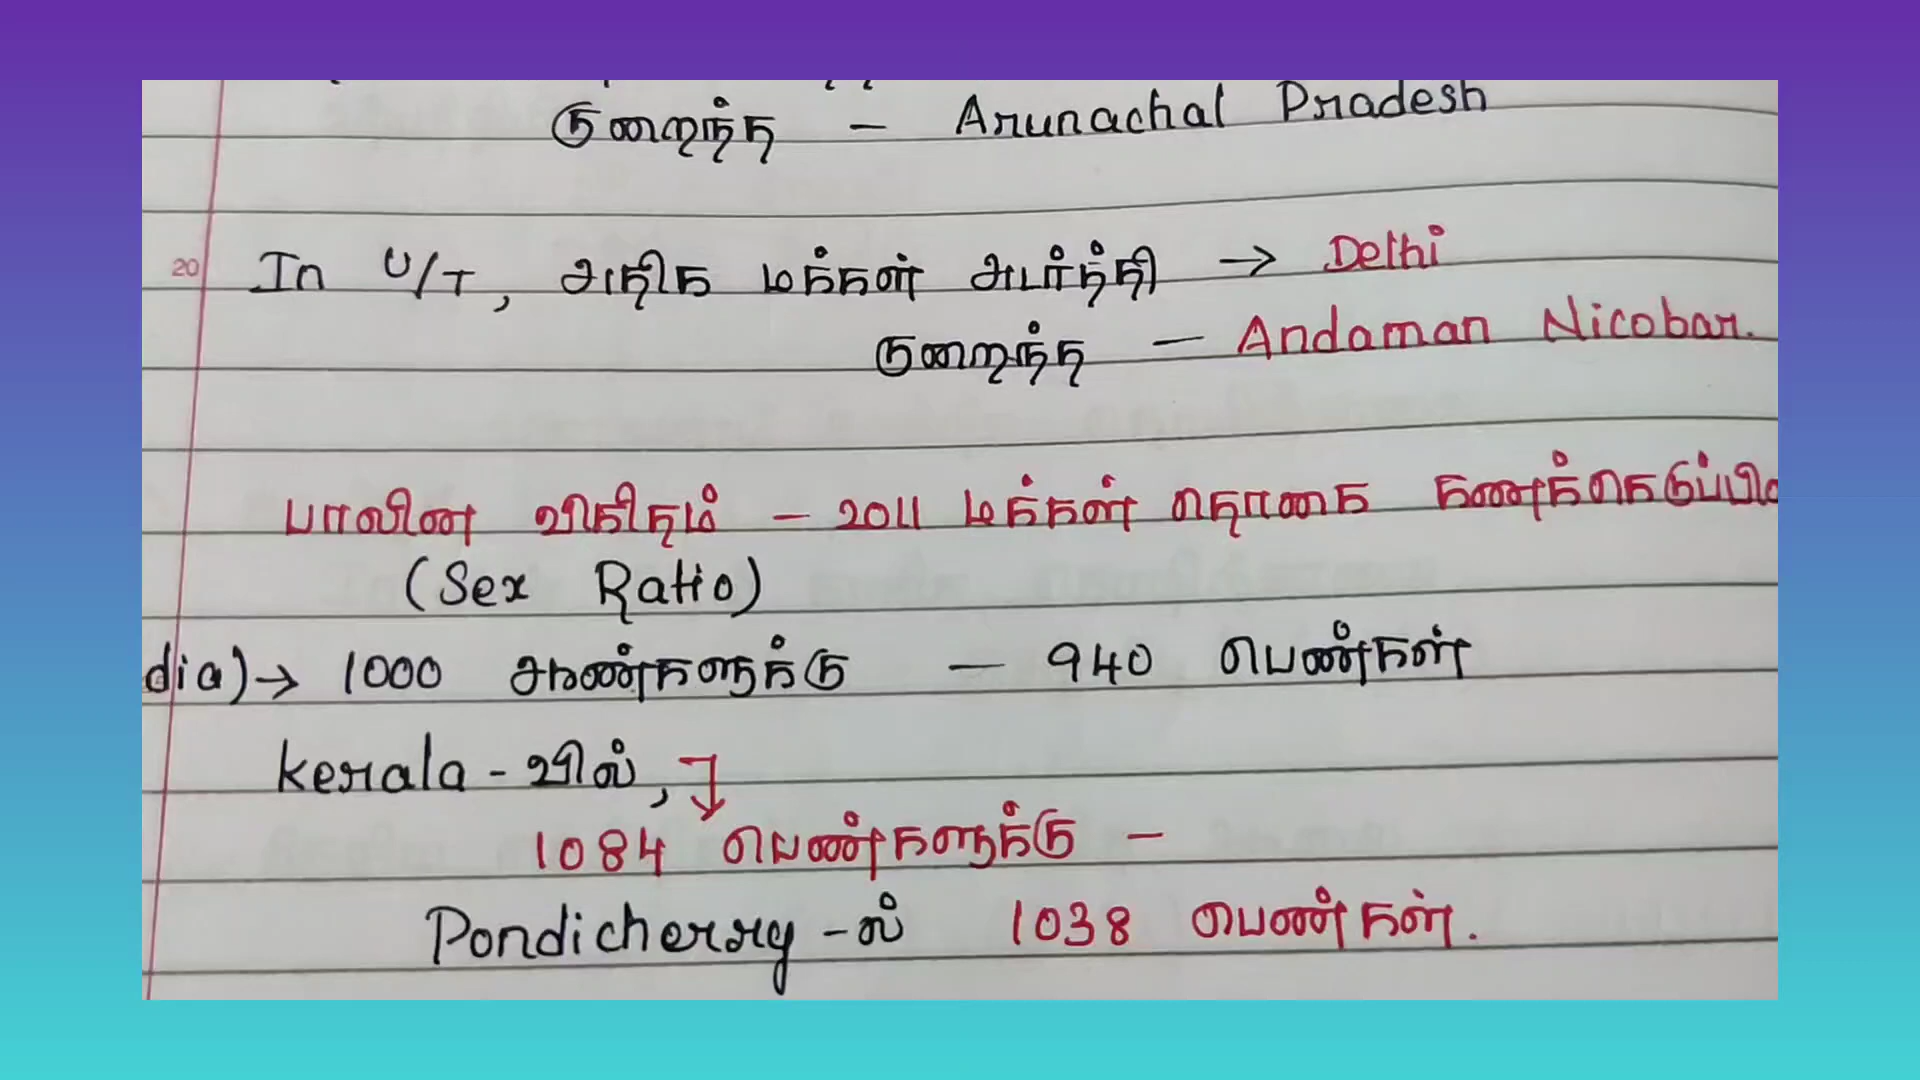 குறைந்த – Arunachal Pradesh
20
In U/T, அதிக மக்கள் அடர்த்தி → Delhi
குறைந்த – Andaman Nicobar.
பாலின விகிதம் – 2011 மக்கள் தொகை
(Sex Ratio)
dia) → 1000 ஆண்களுக்கு – 940 பெண்கள்
Kerala - வில்,
1084 பெண்களுக்கு –
Pondicherry - ல் 1038 பெண்கள்.